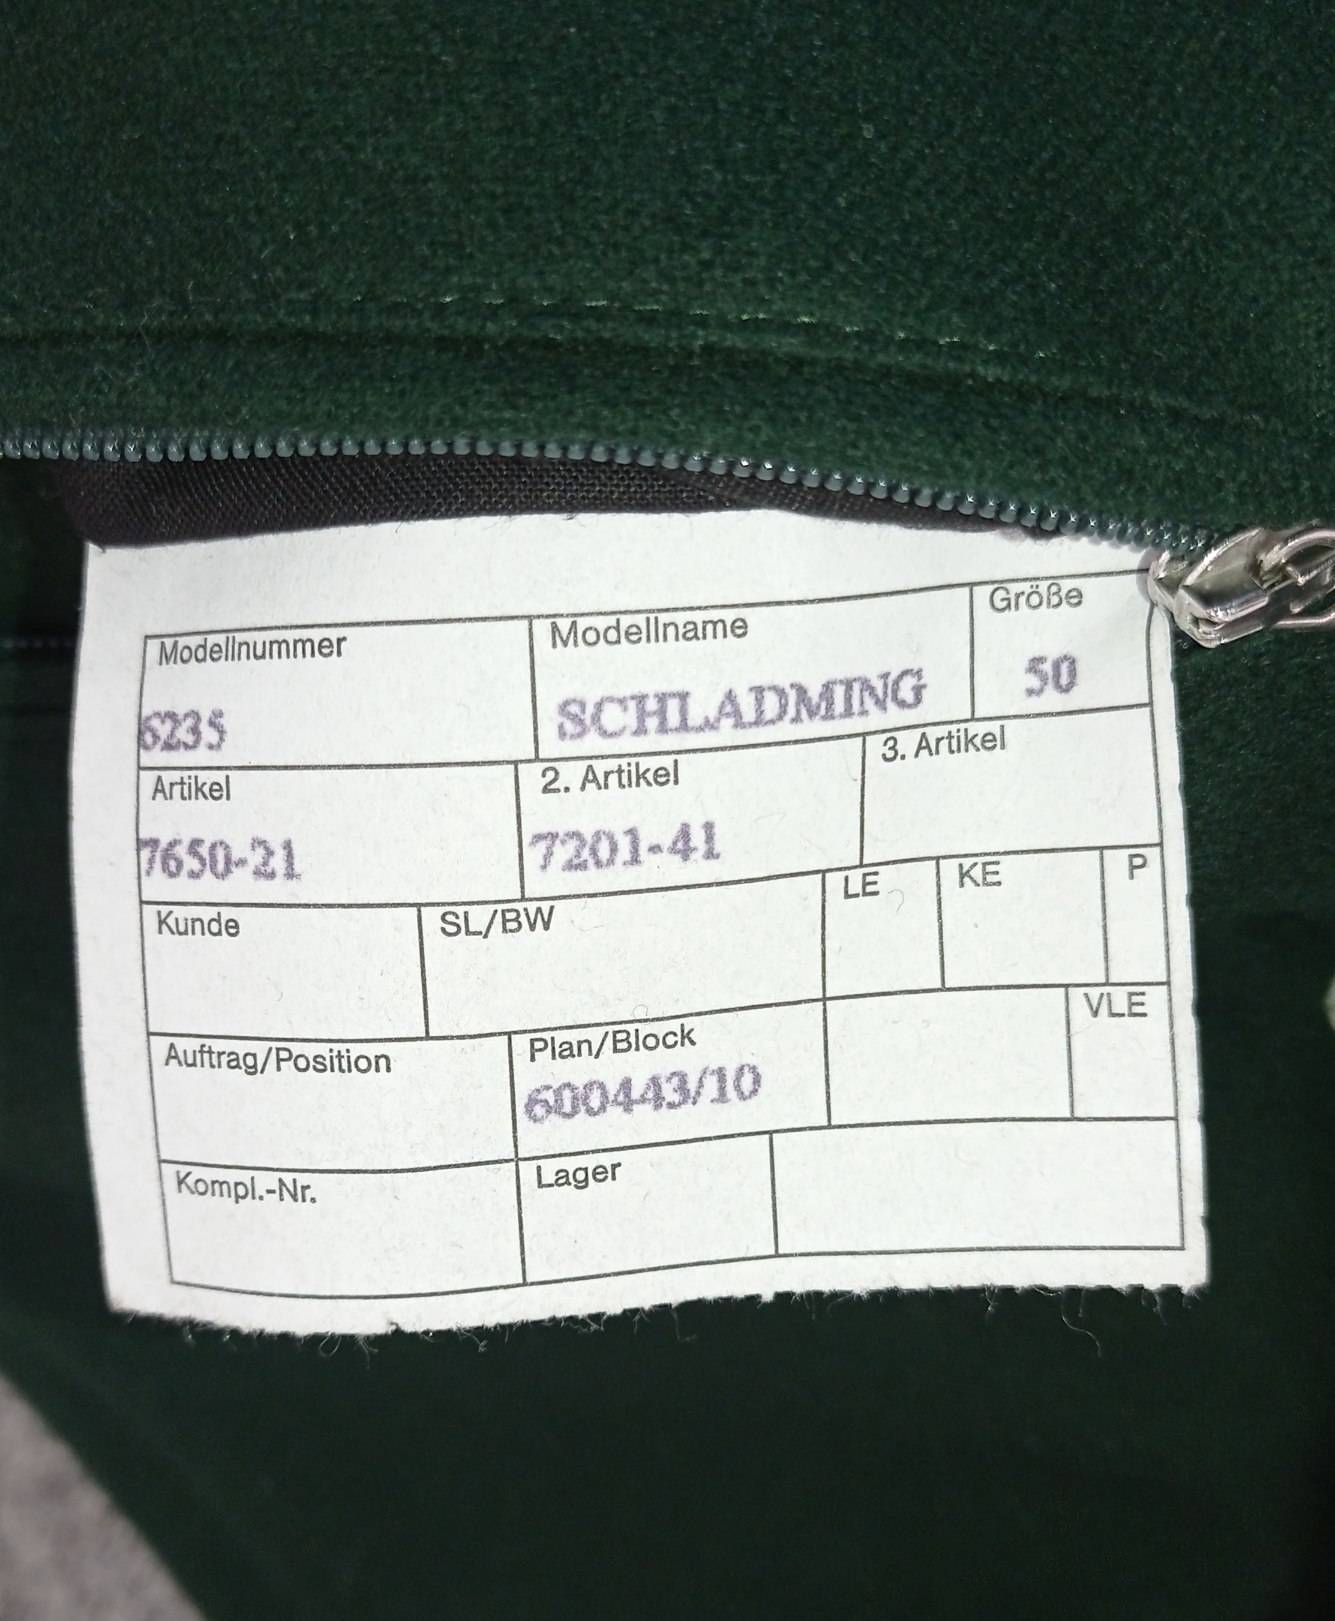 Modellnummer Modellname Größe
6235 SCHLADMING 50
Artikel 2. Artikel 3. Artikel
7650-21 7201-41
Kunde SL/BW LE KE P
Auftrag/Position Plan/Block VLE
600443/10
Kompl.-Nr. Lager